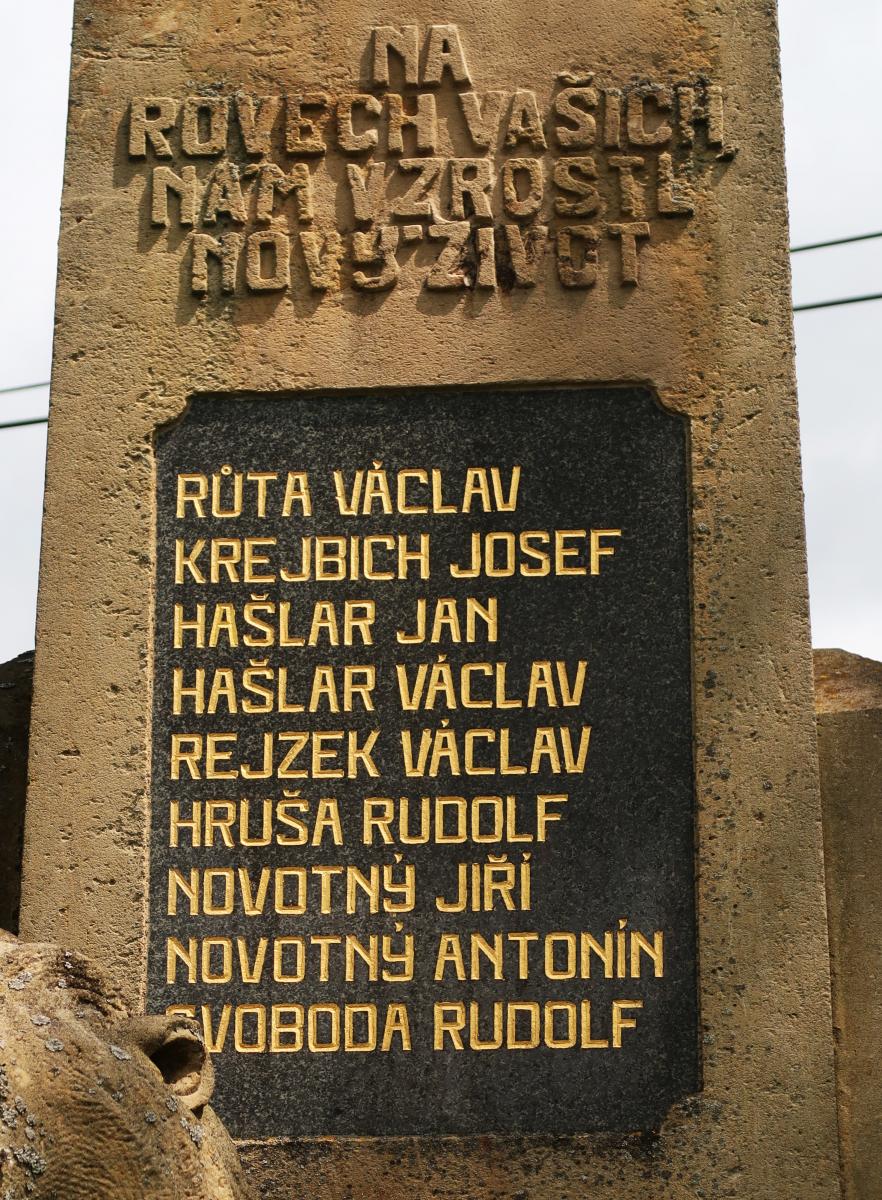 NA
ROVECH VAŠICH
NÁM VZROSTL
NOVÝ ŽIVOT
RŮTA VÁCLAV
KREJBICH JOSEF
HAŠLAR JAN
HAŠLAR VÁCLAV
REJZEK VÁCLAV
HRUŠA RUDOLF
NOVOTNÝ JIŘÍ
NOVOTNÝ ANTONÍN
SVOBODA RUDOLF